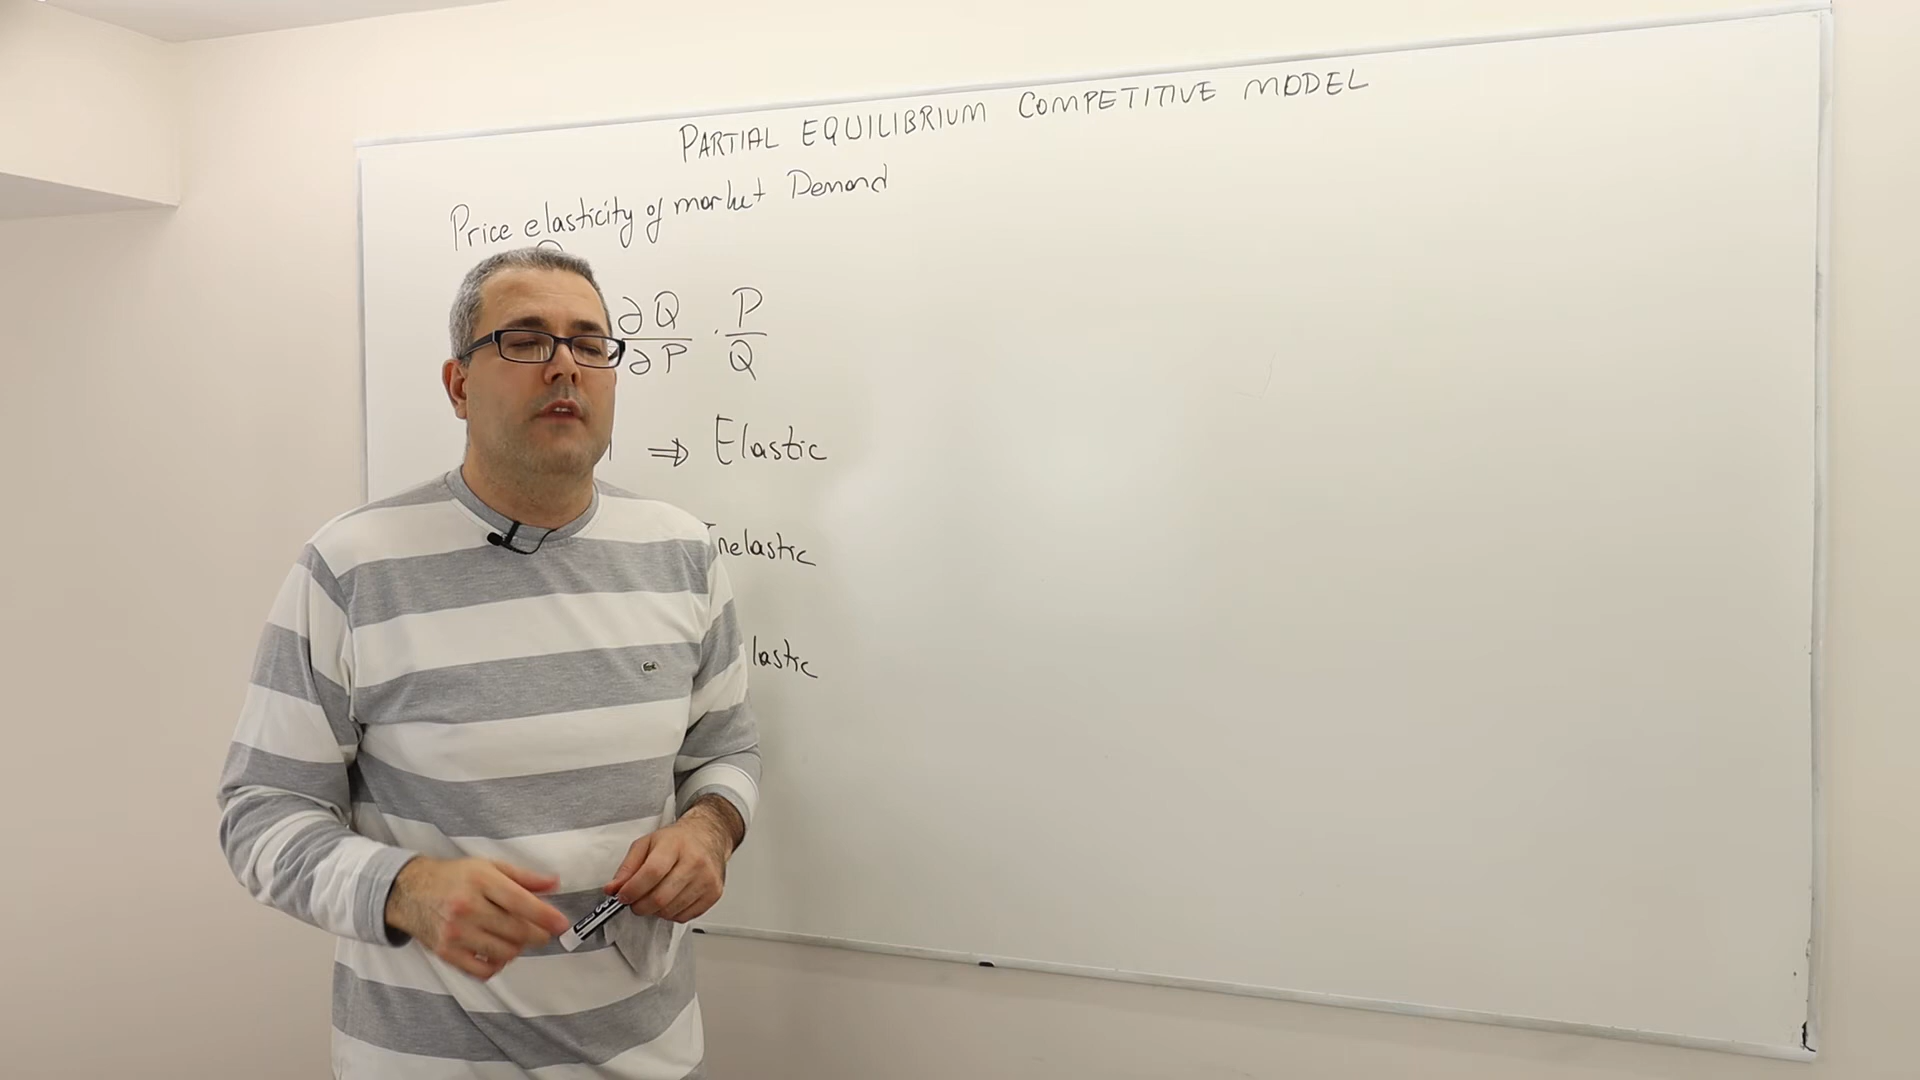 PARTIAL EQUILIBRIUM COMPETITIVE MODEL
Price elasticity of market Demand
∂Q/∂P · P/Q
⇒ Elastic
Inelastic
lastic